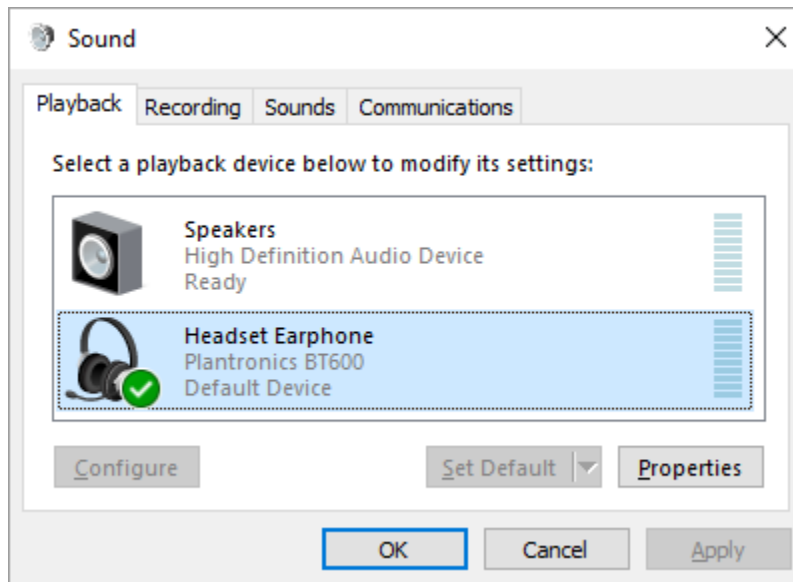 Sound
Playback Recording Sounds Communications
Select a playback device below to modify its settings:
Speakers
High Definition Audio Device
Ready
Headset Earphone
Plantronics BT600
Default Device
Configure Set Default Properties
OK Cancel Apply